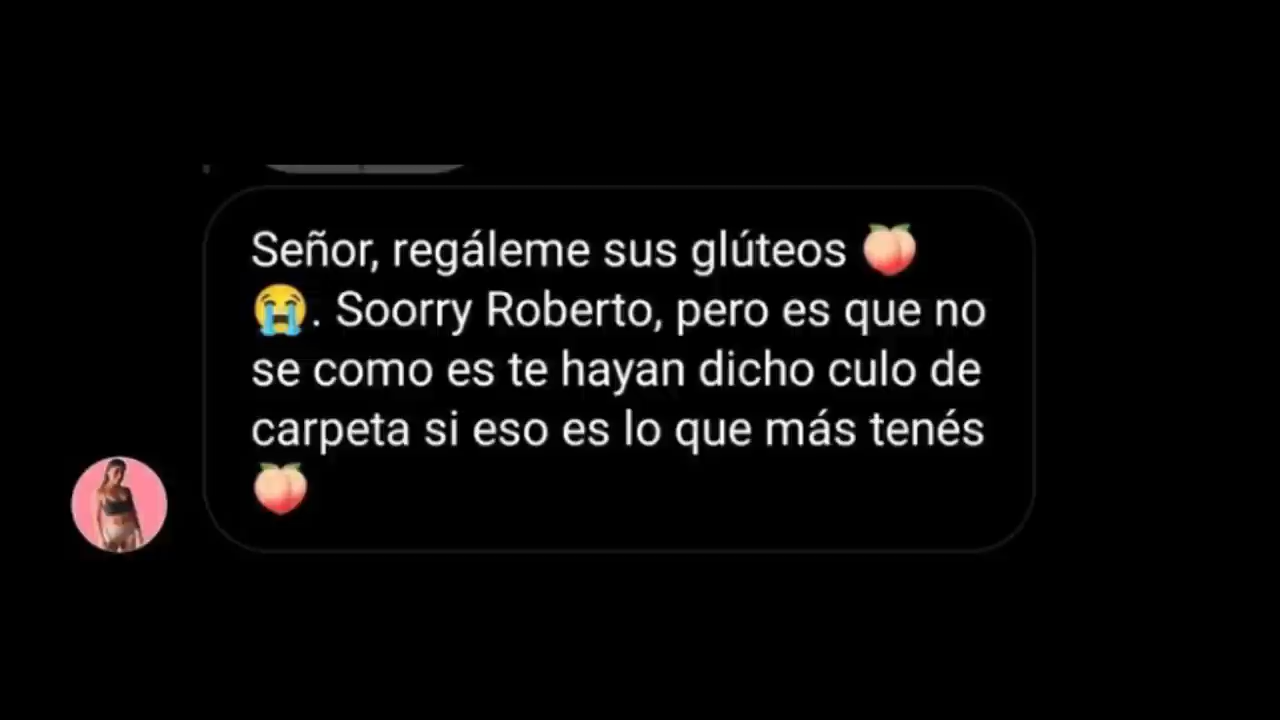 Señor, regáleme sus glúteos 🍑
😭. Soorry Roberto, pero es que no
se como es te hayan dicho culo de
carpeta si eso es lo que más tenés
🍑